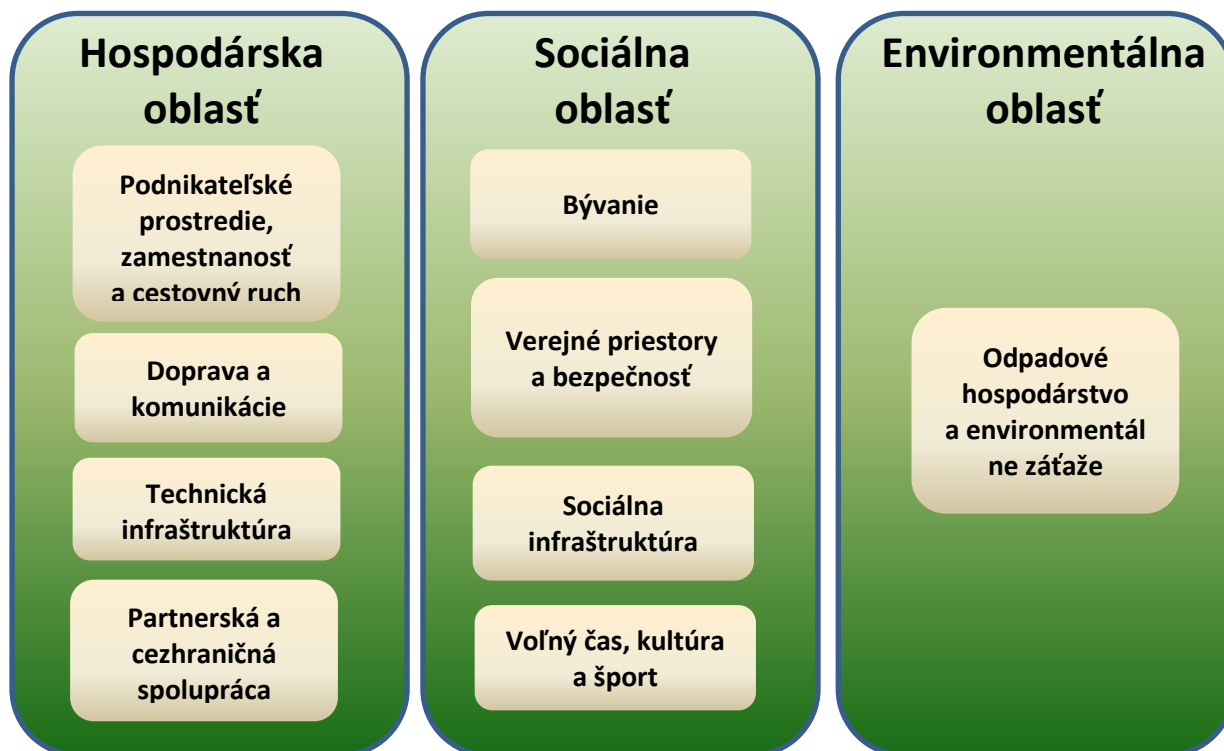 Hospodárska
oblasť
Podnikateľské
prostredie,
zamestnanosť
a cestovný ruch
Doprava a
komunikácie
Technická
infraštruktúra
Partnerská a
cezhraničná
spolupráca
Sociálna
oblasť
Bývanie
Verejné priestory
a bezpečnosť
Sociálna
infraštruktúra
Voľný čas, kultúra
a šport
Environmentálna
oblasť
Odpadové
hospodárstvo
a environmentál
ne záťaže